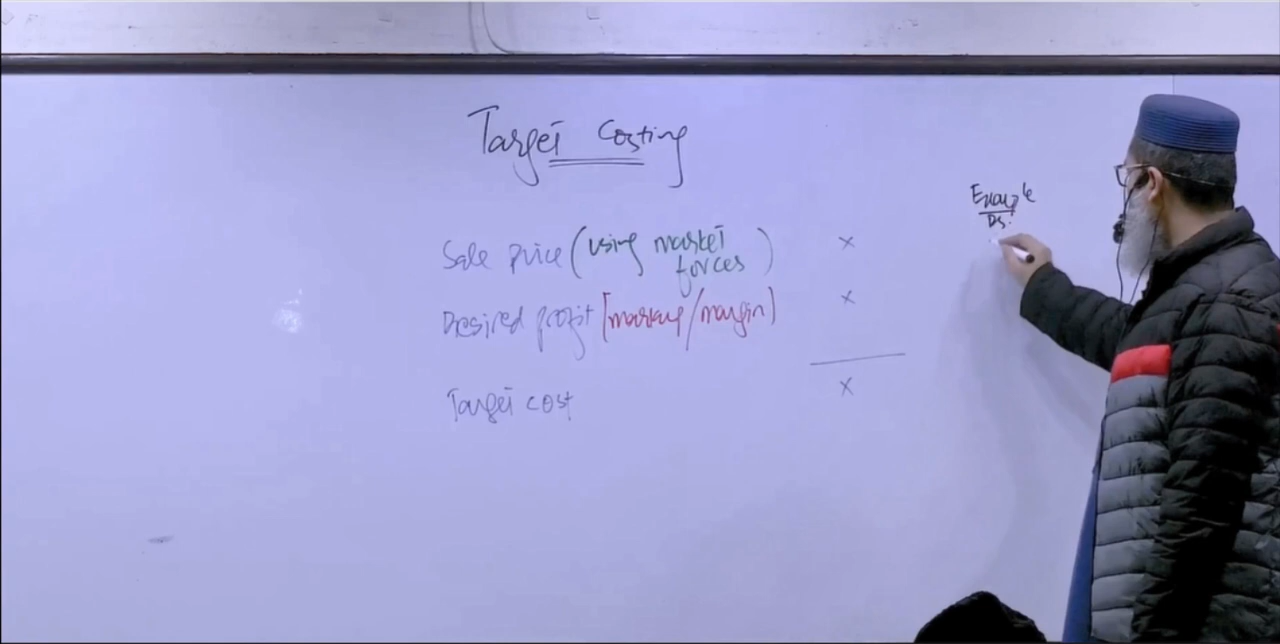 Target Costing
Sale price (using market forces) x
Desired profit [markup/margin] x
Target cost x
Example
Rs.